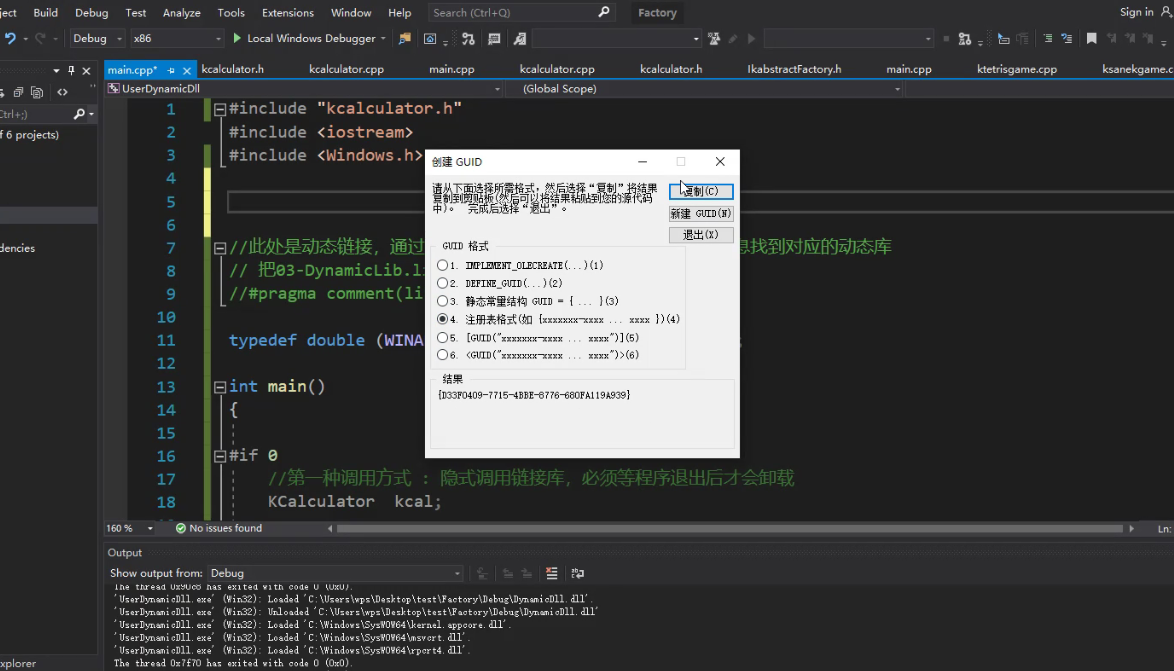 ject Build Debug Test Analyze Tools Extensions Window Help Search (Ctrl+Q) Factory Sign in
Debug x86 Local Windows Debugger
main.cpp* kcalculator.h kcalculator.cpp main.cpp kcalculator.cpp kcalculator.h IkabstractFactory.h main.cpp ktetrisgame.cpp ksanekgame.c
UserDynamicDll (Global Scope)
Ctrl+;)
f 6 projects)
dencies
xplorer
1 #include "kcalculator.h"
2 #include <iostream>
3 #include <Windows.h>
4
5
6
7 //此处是动态链接，通过
息找到对应的动态库
8 // 把03-DynamicLib.li
9 //#pragma comment(li
10
11 typedef double (WINA
12
13 int main()
14 {
15
16 #if 0
17 //第一种调用方式 : 隐式调用链接库，必须等程序退出后才会卸载
18 KCalculator kcal;
创建 GUID
请从下面选择所需格式，然后选择“复制”将结果
复制到剪贴板(然后可以将结果粘贴到您的源代码
中)。 完成后选择“退出”。
复制(C)
新建 GUID(N)
退出(X)
GUID 格式
1. IMPLEMENT_OLECREATE(...)(1)
2. DEFINE_GUID(...)(2)
3. 静态常量结构 GUID = { ... }(3)
4. 注册表格式(如 {xxxxxxx-xxxx ... xxxx })(4)
5. [GUID("xxxxxxx-xxxx ... xxxx")](5)
6. <GUID("xxxxxxx-xxxx ... xxxx")>(6)
结果
{D33F0409-7715-4BBE-8776-680FA119A939}
160 % No issues found Ln:
Output
Show output from: Debug
The thread 0x90c8 has exited with code 0 (0x0).
'UserDynamicDll.exe' (Win32): Loaded 'C:\Users\wps\Desktop\test\Factory\Debug\DynamicDll.dll'.
'UserDynamicDll.exe' (Win32): Unloaded 'C:\Users\wps\Desktop\test\Factory\Debug\DynamicDll.dll'
'UserDynamicDll.exe' (Win32): Loaded 'C:\Windows\SysWOW64\kernel.appcore.dll'.
'UserDynamicDll.exe' (Win32): Loaded 'C:\Windows\SysWOW64\msvcrt.dll'.
'UserDynamicDll.exe' (Win32): Loaded 'C:\Windows\SysWOW64\rpcrt4.dll'.
The thread 0x7f70 has exited with code 0 (0x0).